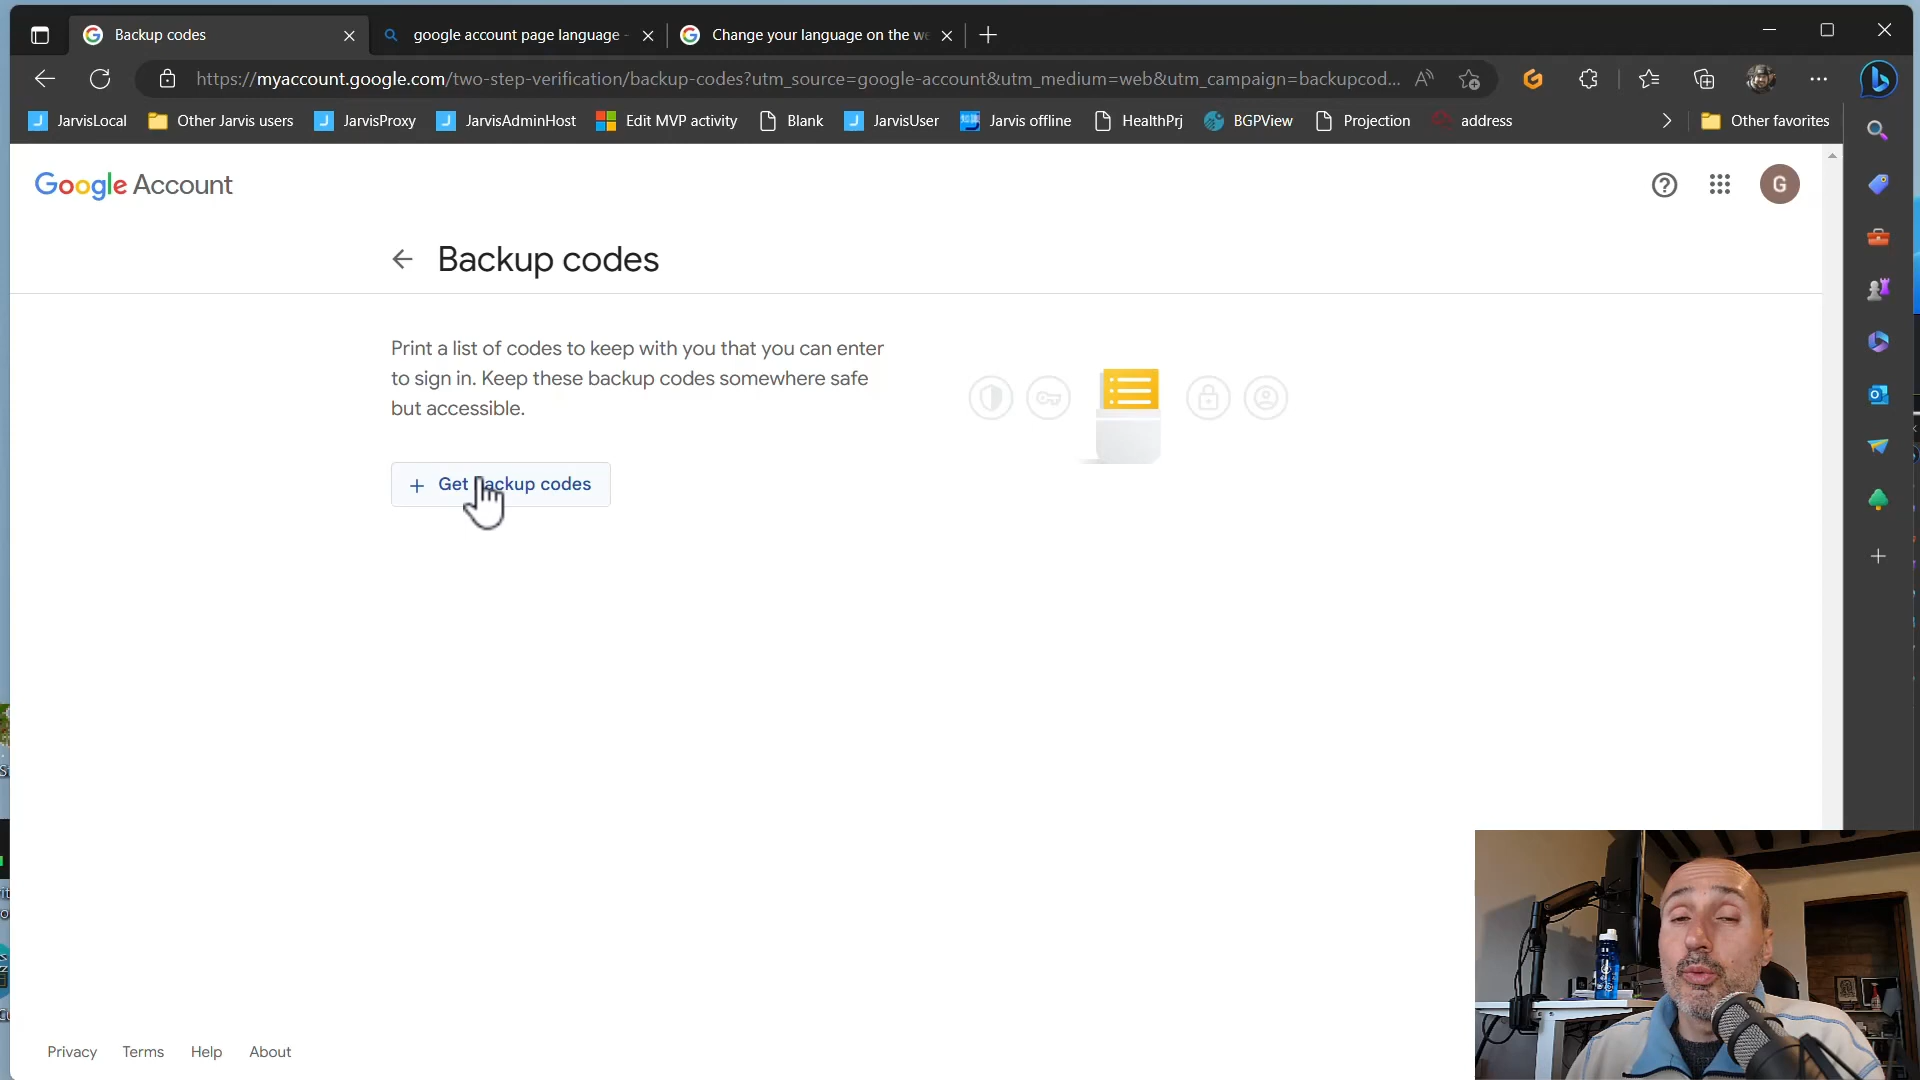 Backup codes
google account page language -
Change your language on the we
https://myaccount.google.com/two-step-verification/backup-codes?utm_source=google-account&utm_medium=web&utm_campaign=backupcod...
JarvisLocal
Other Jarvis users
JarvisProxy
JarvisAdminHost
Edit MVP activity
Blank
JarvisUser
Jarvis offline
HealthPrj
BGPView
Projection
address
Other favorites
Google Account
G
Backup codes
Print a list of codes to keep with you that you can enter
to sign in. Keep these backup codes somewhere safe
but accessible.
Get backup codes
Privacy
Terms
Help
About